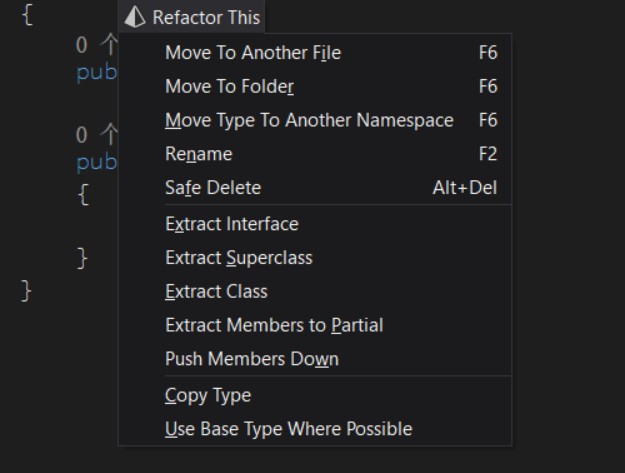 {
Refactor This
0 个
pub
Move To Another File F6
Move To Folder F6
Move Type To Another Namespace F6
0 个
pub
Rename F2
{
Safe Delete Alt+Del
Extract Interface
}
Extract Superclass
}
Extract Class
Extract Members to Partial
Push Members Down
Copy Type
Use Base Type Where Possible